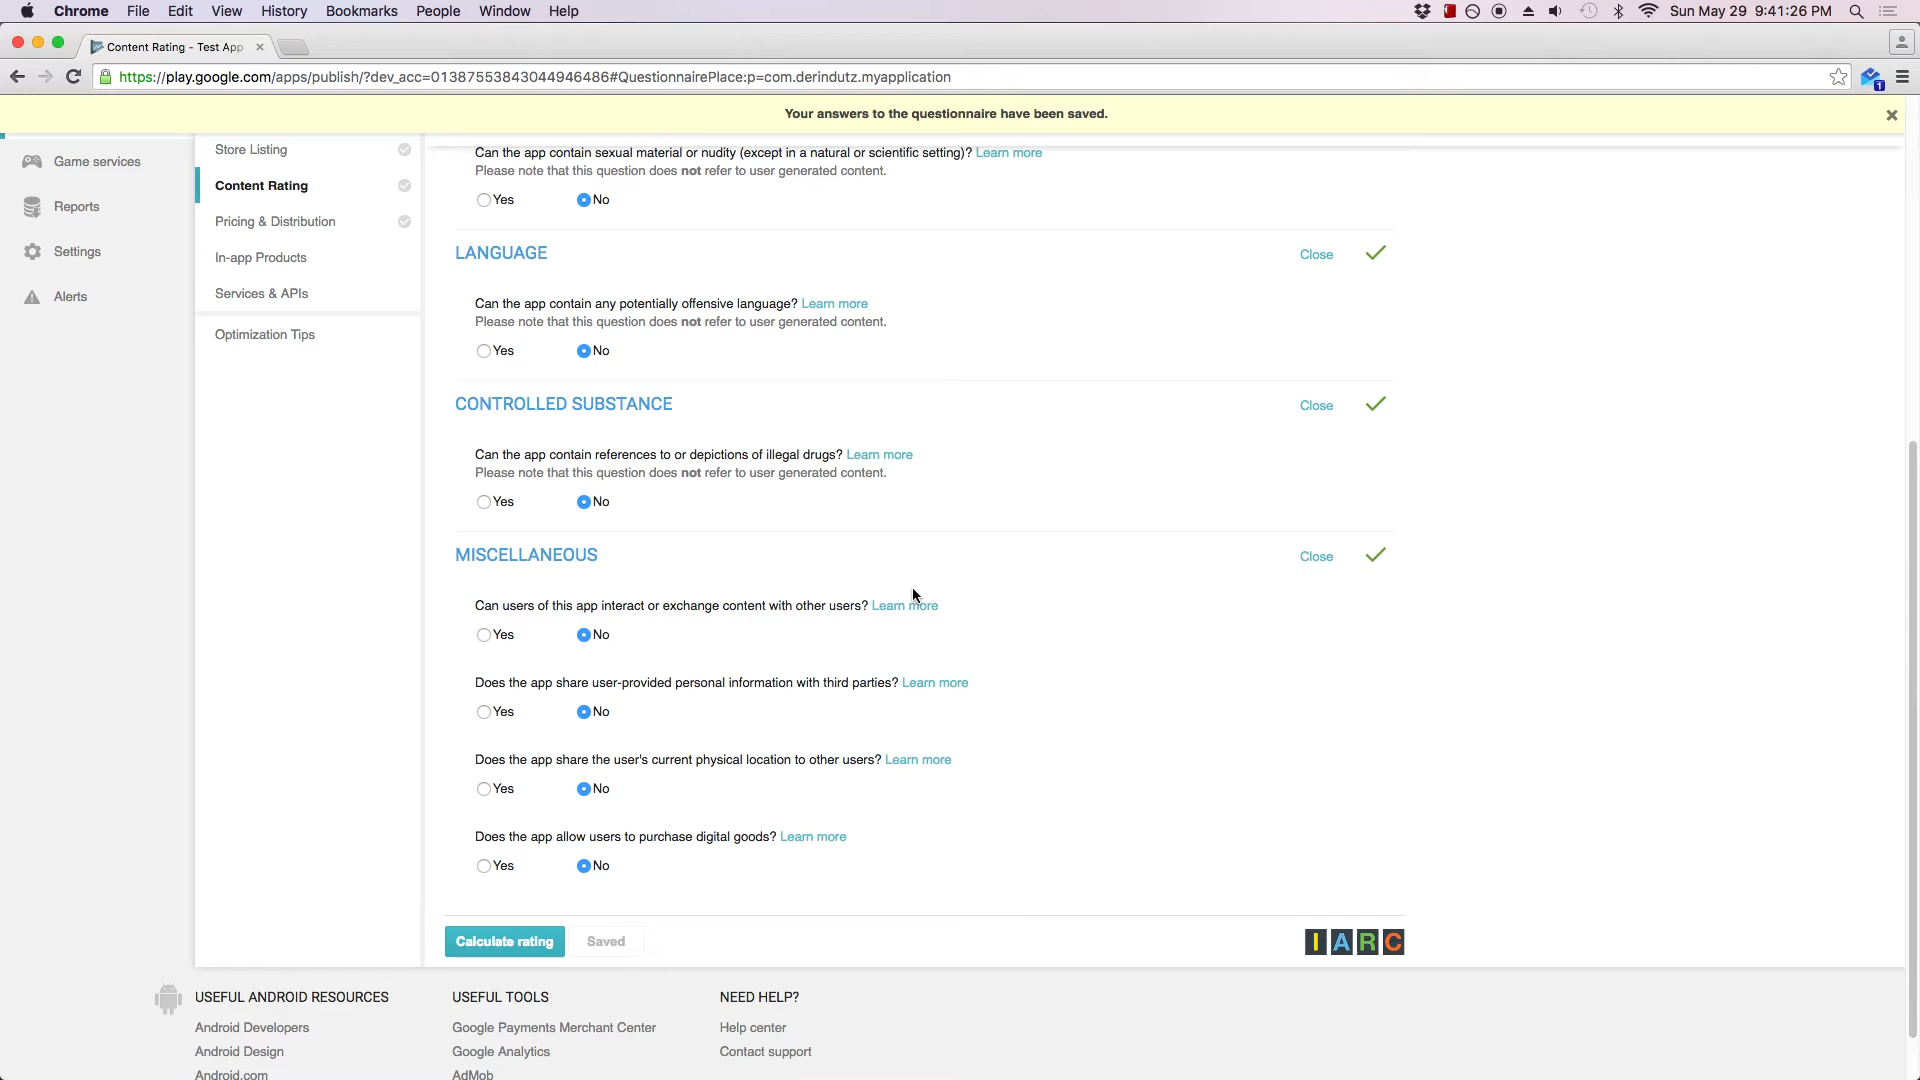 Chrome File Edit View History Bookmarks People Window Help Sun May 29 9:41:26 PM
Content Rating - Test App
https://play.google.com/apps/publish/?dev_acc=01387553843044946486#QuestionnairePlace:p=com.derindutz.myapplication
1
Your answers to the questionnaire have been saved.
Game services
Reports
Settings
Alerts
Store Listing
Content Rating
Pricing & Distribution
In-app Products
Services & APIs
Optimization Tips
Can the app contain sexual material or nudity (except in a natural or scientific setting)? Learn more
Please note that this question does not refer to user generated content.
Yes No
LANGUAGE Close
Can the app contain any potentially offensive language? Learn more
Please note that this question does not refer to user generated content.
Yes No
CONTROLLED SUBSTANCE Close
Can the app contain references to or depictions of illegal drugs? Learn more
Please note that this question does not refer to user generated content.
Yes No
MISCELLANEOUS Close
Can users of this app interact or exchange content with other users? Learn more
Yes No
Does the app share user-provided personal information with third parties? Learn more
Yes No
Does the app share the user's current physical location to other users? Learn more
Yes No
Does the app allow users to purchase digital goods? Learn more
Yes No
Calculate rating Saved IARC
USEFUL ANDROID RESOURCES
Android Developers
Android Design
Android.com
USEFUL TOOLS
Google Payments Merchant Center
Google Analytics
AdMob
NEED HELP?
Help center
Contact support